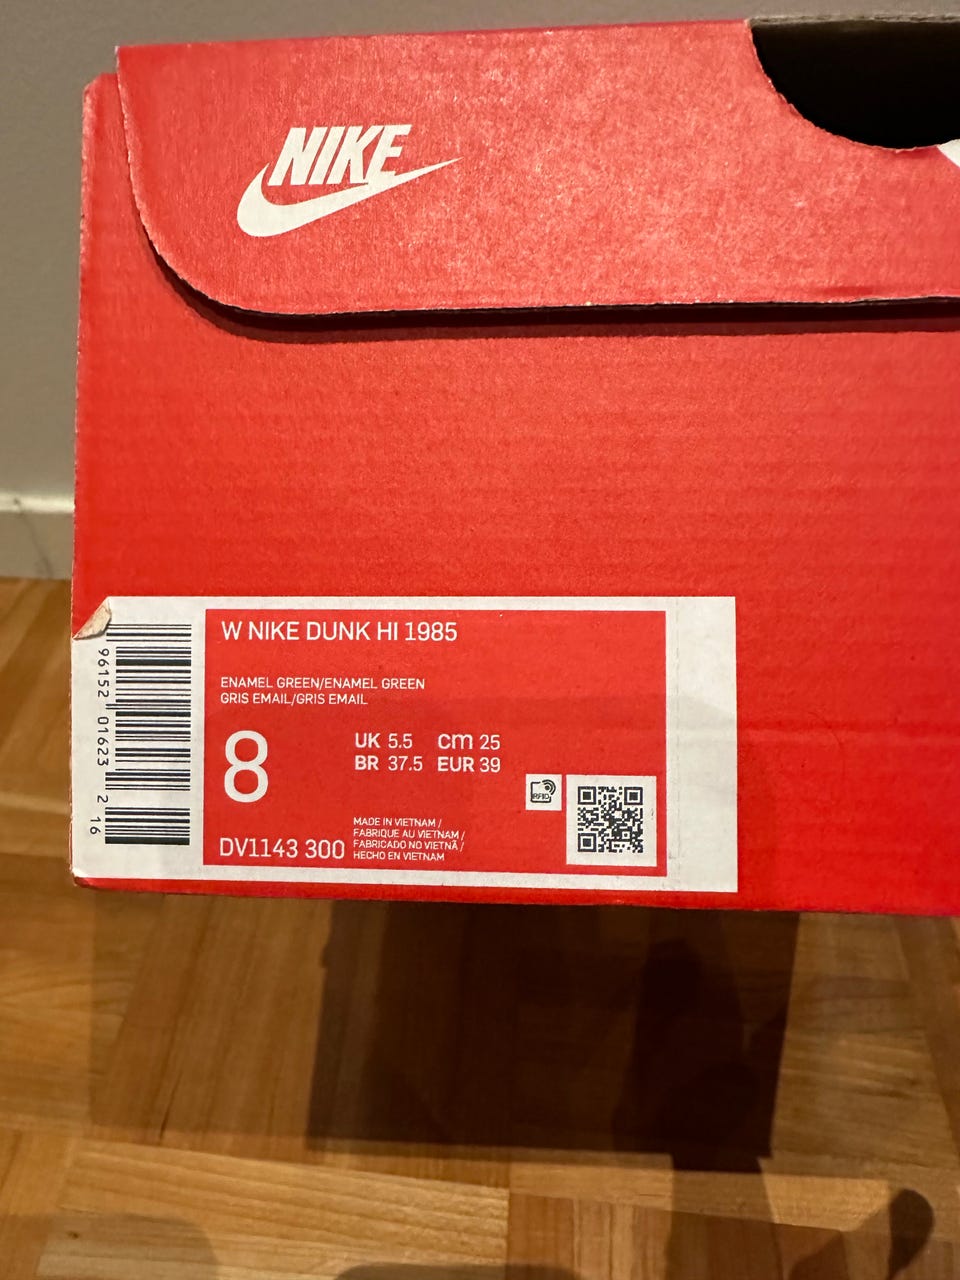 NIKE
W NIKE DUNK HI 1985
ENAMEL GREEN/ENAMEL GREEN
GRIS EMAIL/GRIS EMAIL
8
UK 5.5 cm 25
BR 37.5 EUR 39
RFID
DV1143 300
MADE IN VIETNAM /
FABRIQUE AU VIETNAM /
FABRICADO NO VIETNÃ /
HECHO EN VIETNAM
96152 01623 2 16